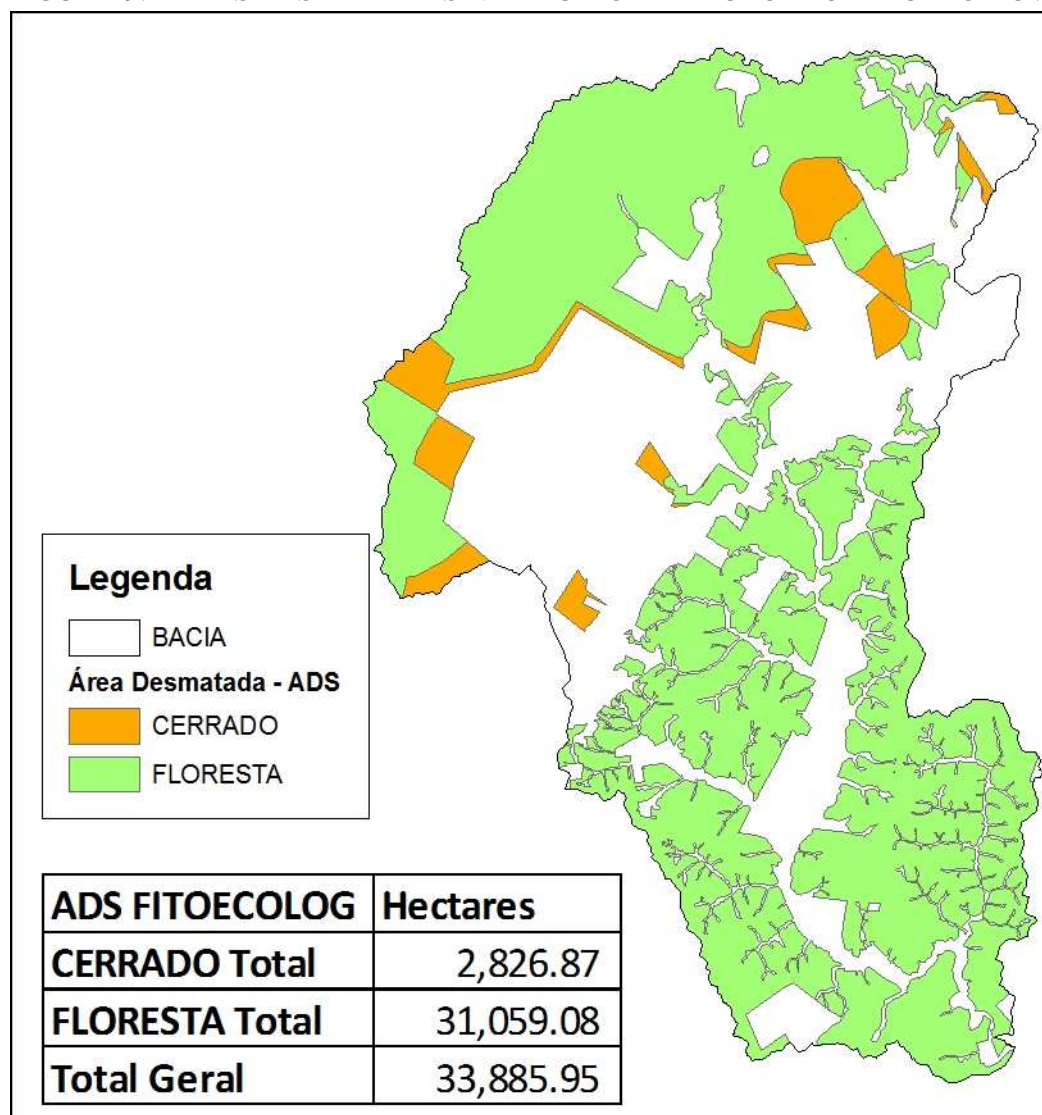 Legenda
BACIA
Área Desmatada - ADS
CERRADO
FLORESTA
ADS FITOECOLOG Hectares
CERRADO Total 2,826.87
FLORESTA Total 31,059.08
Total Geral 33,885.95